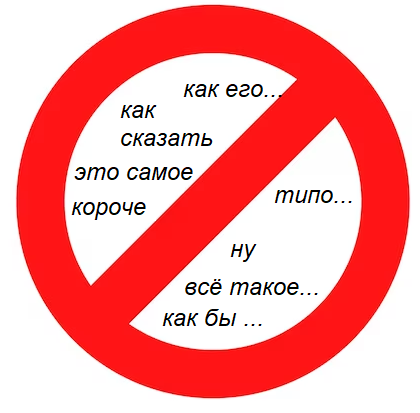 как его...
как
сказать
это самое
короче
типо...
ну
всё такое...
как бы ...